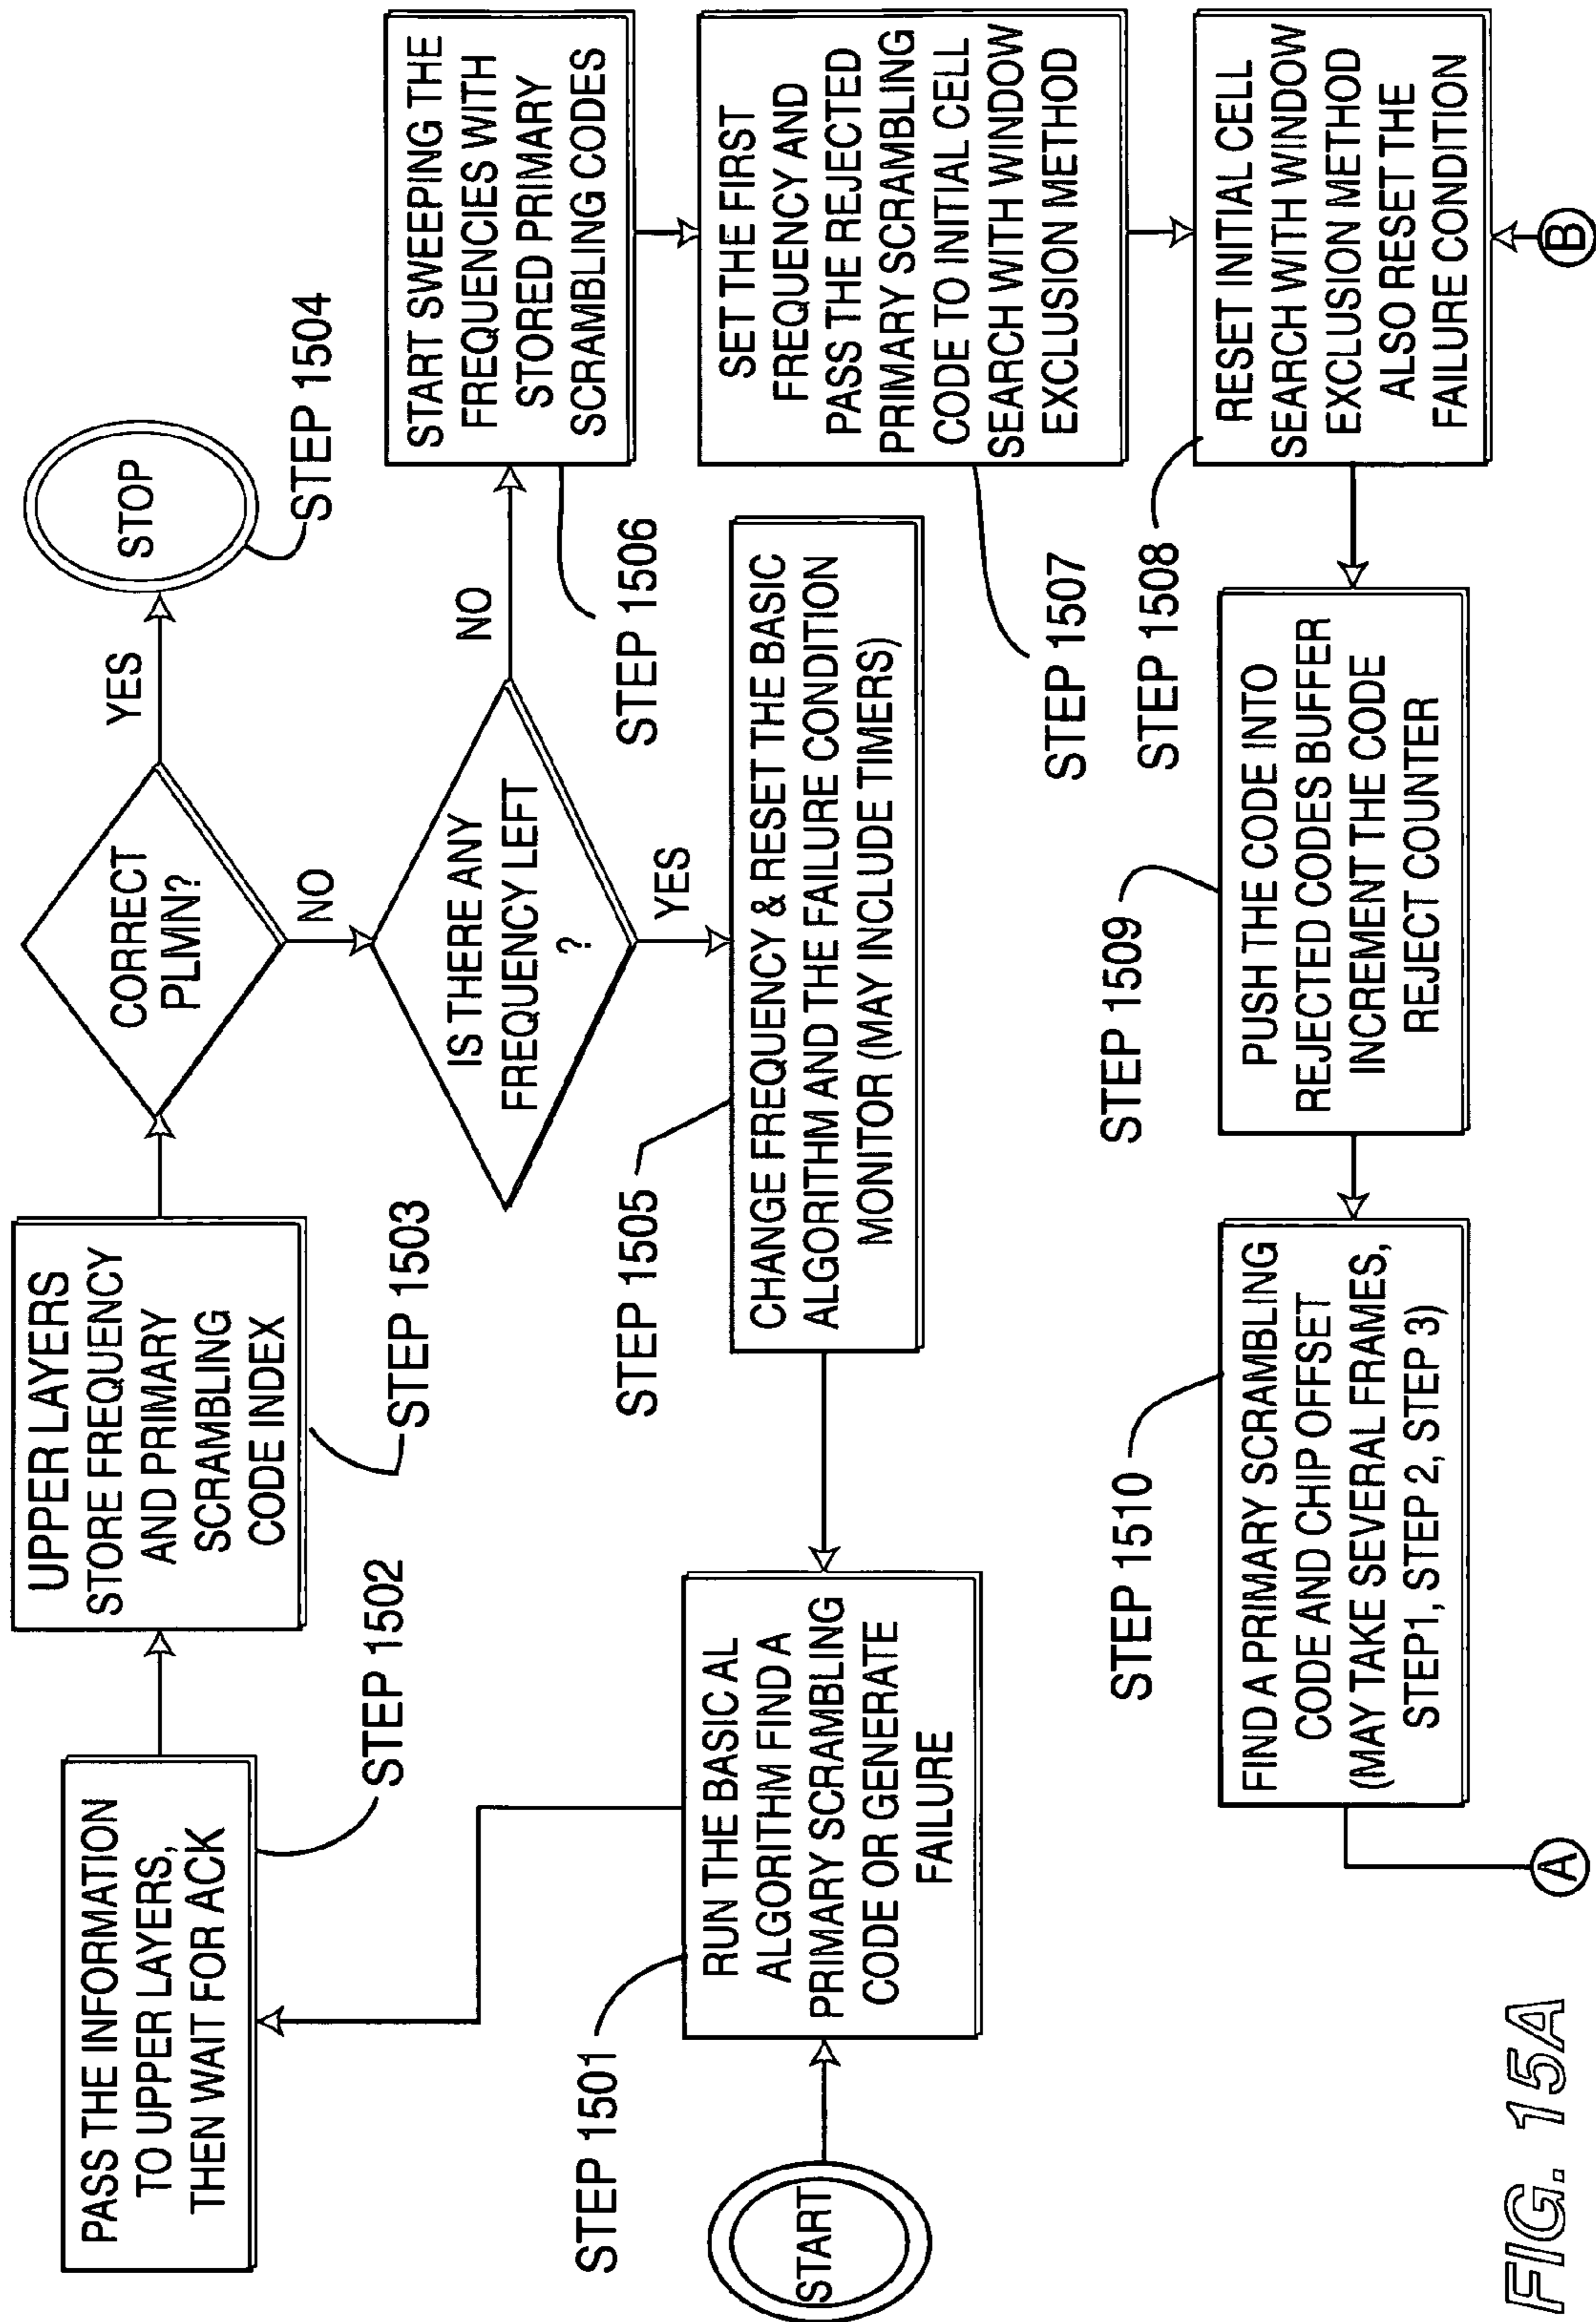 START
STEP 1501
RUN THE BASIC AL
ALGORITHM FIND A
PRIMARY SCRAMBLING
CODE OR GENERATE
FAILURE
PASS THE INFORMATION
TO UPPER LAYERS,
THEN WAIT FOR ACK
STEP 1502
UPPER LAYERS
STORE FREQUENCY
AND PRIMARY
SCRAMBLING
CODE INDEX
STEP 1503
CORRECT
PLMN?
YES
STOP
STEP 1504
NO
IS THERE ANY
FREQUENCY LEFT
?
YES
STEP 1505
CHANGE FREQUENCY & RESET THE BASIC
ALGORITHM AND THE FAILURE CONDITION
MONITOR (MAY INCLUDE TIMERS)
NO
START SWEEPING THE
FREQUENCIES WITH
STORED PRIMARY
SCRAMBLING CODES
STEP 1506
SET THE FIRST
FREQUENCY AND
PASS THE REJECTED
PRIMARY SCRAMBLING
CODE TO INITIAL CELL
SEARCH WITH WINDOW
EXCLUSION METHOD
STEP 1507
STEP 1508
RESET INITIAL CELL
SEARCH WITH WINDOW
EXCLUSION METHOD
ALSO RESET THE
FAILURE CONDITION
B
STEP 1509
PUSH THE CODE INTO
REJECTED CODES BUFFER
INCREMENT THE CODE
REJECT COUNTER
STEP 1510
FIND A PRIMARY SCRAMBLING
CODE AND CHIP OFFSET
(MAY TAKE SEVERAL FRAMES,
STEP1, STEP 2, STEP 3)
A
FIG. 15A